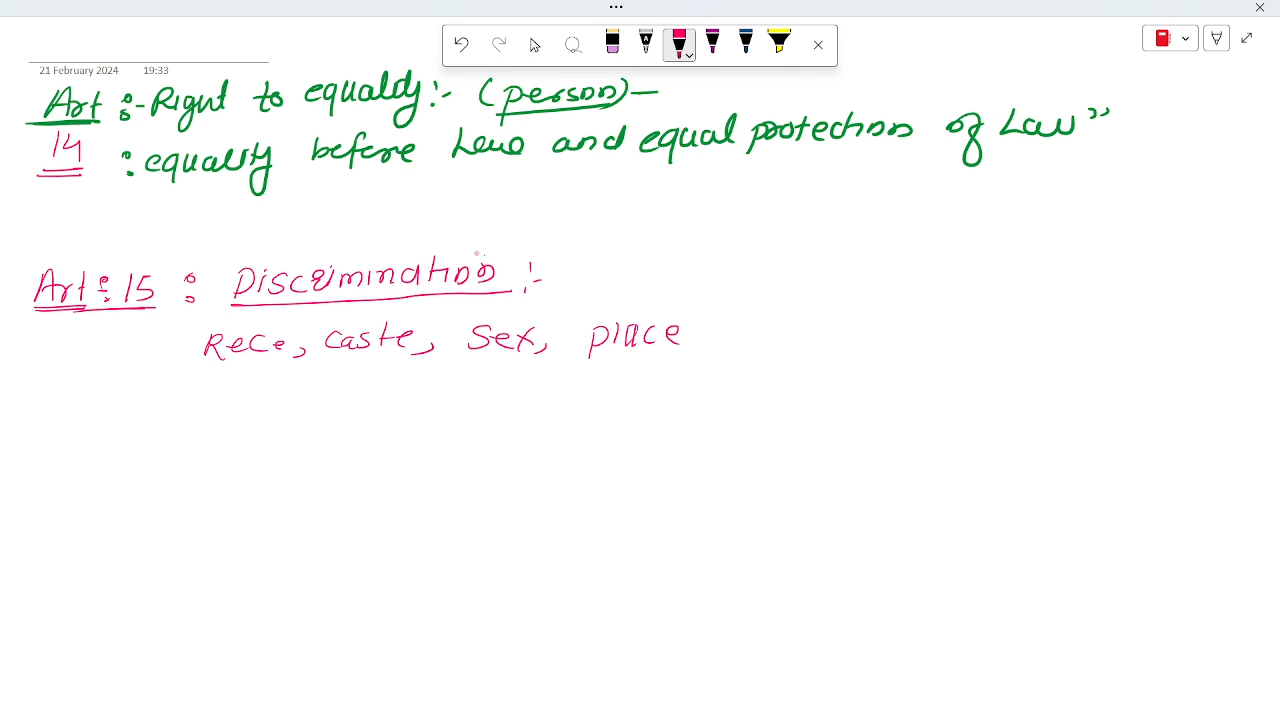 21 February 2024 19:33
Art :- Right to equality :- (person)—
14 : equality before Law and equal protection of Law"
Art : 15 : Discrimination :-
Rece, caste, Sex, place